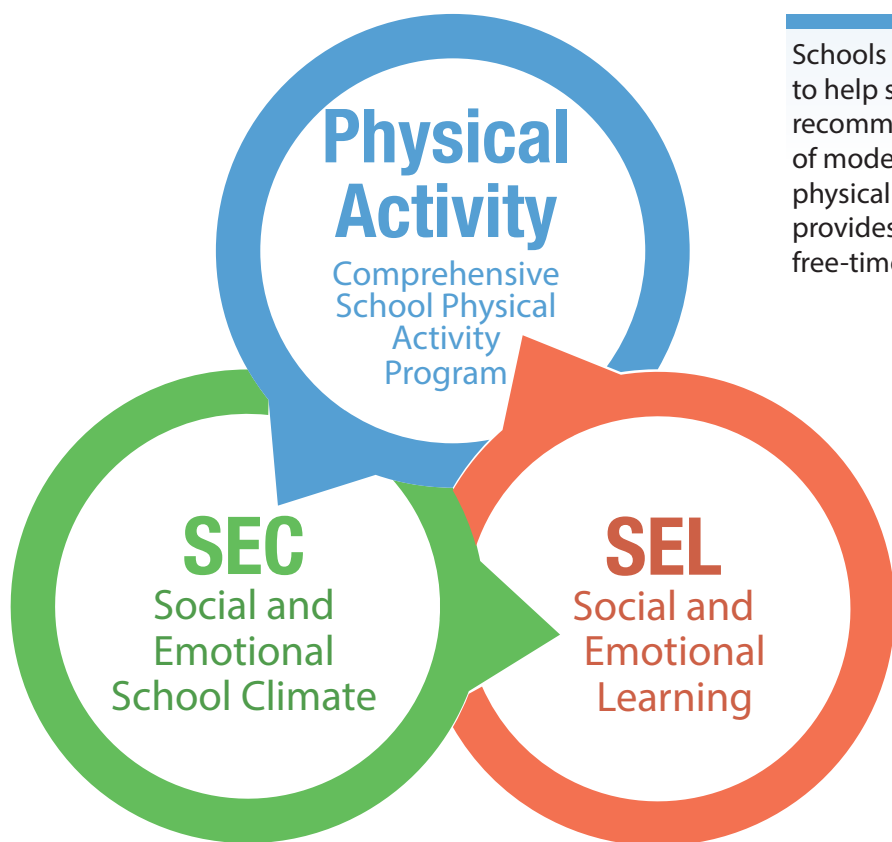 Physical
Activity
Comprehensive
School Physical
Activity
Program
SEC
Social and
Emotional
School Climate
SEL
Social and
Emotional
Learning
Schools
to help s
recomm
of mode
physical
provides
free-time